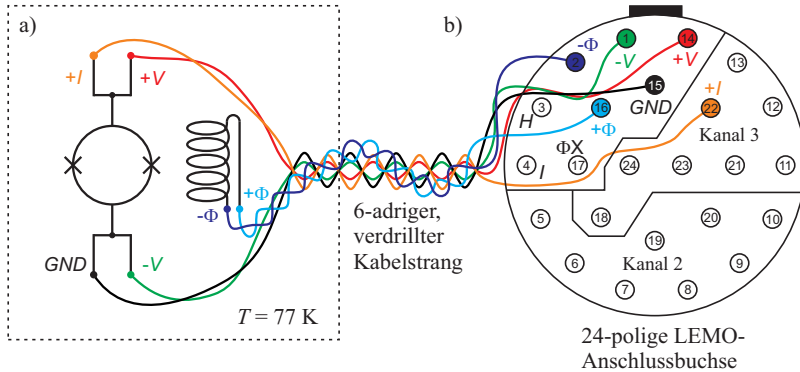 a)
+I
+V
-Φ
+Φ
GND
-V
T = 77 K
6-adriger,
verdrillter
Kabelstrang
b)
-Φ
2
1
-V
14
+V
13
15
GND
+I
3
H
16
+Φ
22
12
Kanal 3
ΦX
4
I
17
24
23
21
11
5
18
20
10
19
6
Kanal 2
9
7
8
24-polige LEMO-
Anschlussbuchse